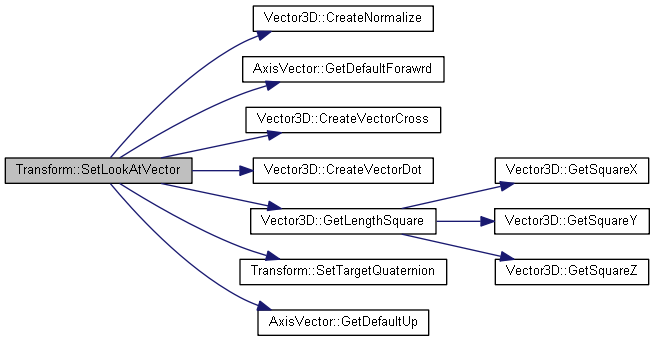 Vector3D::CreateNormalize
AxisVector::GetDefaultForawrd
Vector3D::CreateVectorCross
Transform::SetLookAtVector
Vector3D::CreateVectorDot
Vector3D::GetSquareX
Vector3D::GetLengthSquare
Vector3D::GetSquareY
Transform::SetTargetQuaternion
Vector3D::GetSquareZ
AxisVector::GetDefaultUp